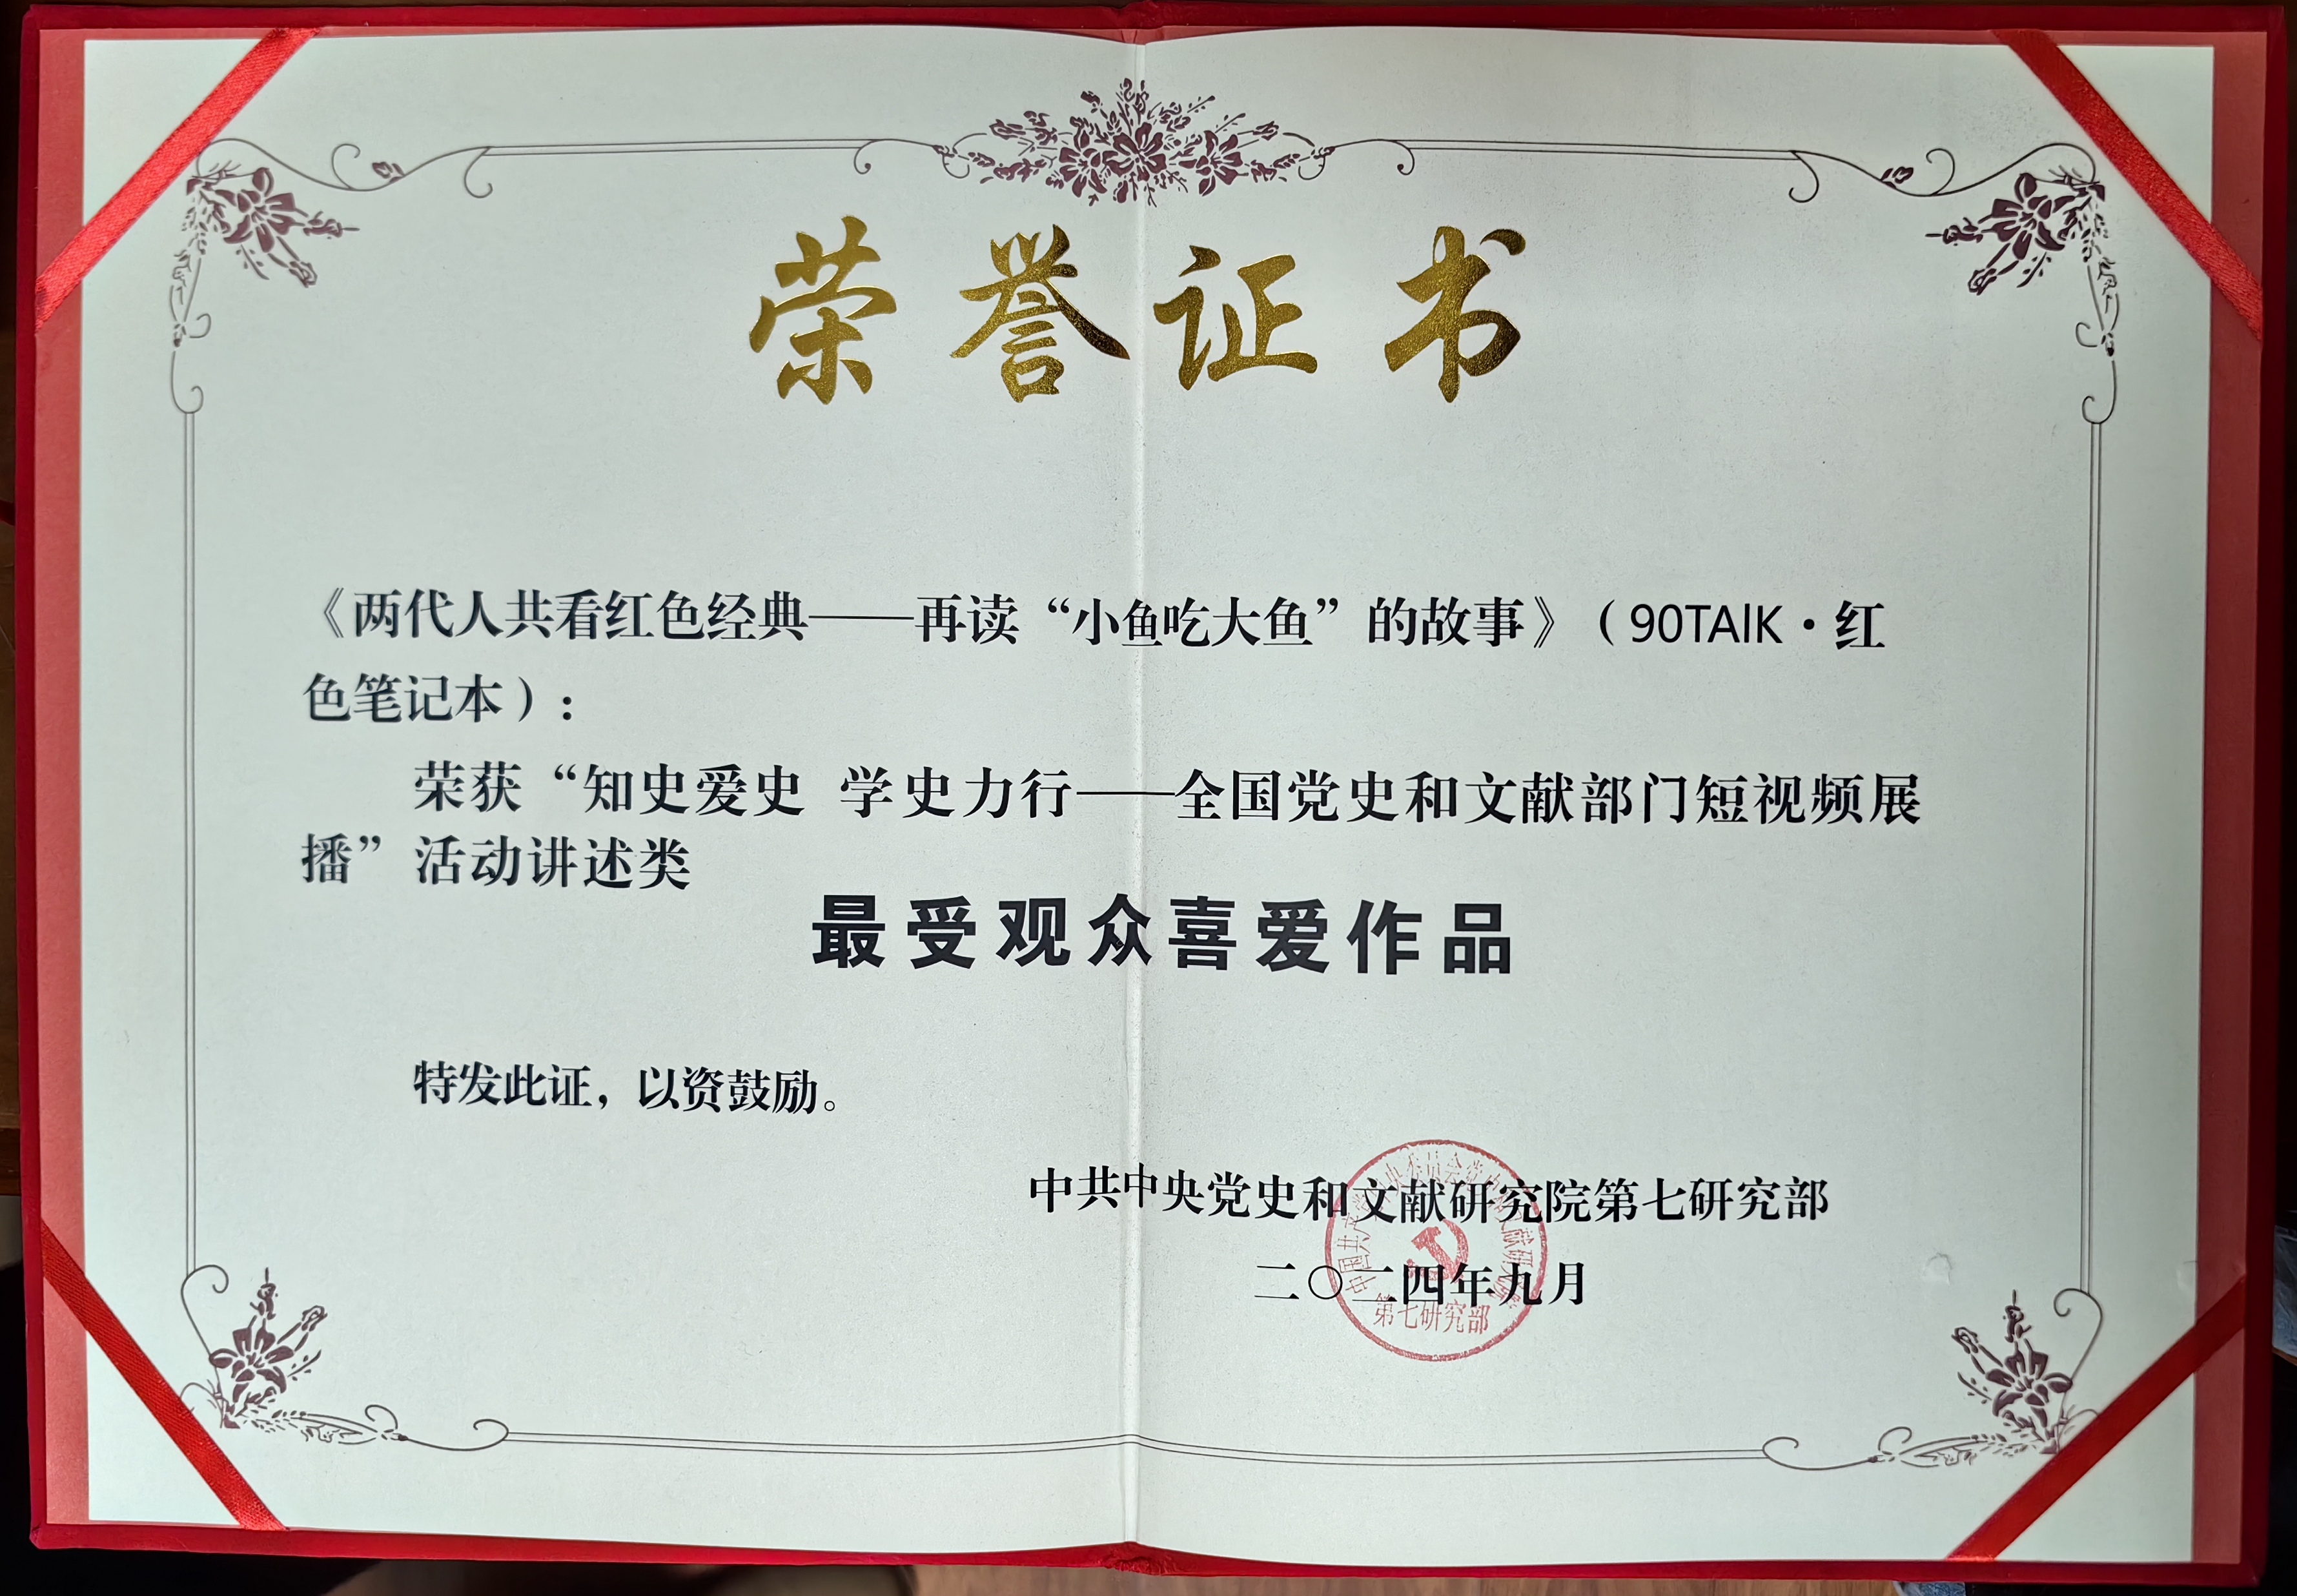 荣誉证书
《两代人共看红色经典——再读“小鱼吃大鱼”的故事》（90TAlK·红
色笔记本）：
荣获“知史爱史 学史力行——全国党史和文献部门短视频展
播”活动讲述类
最受观众喜爱作品
特发此证，以资鼓励。
中共中央党史和文献研究院第七研究部
二〇二四年九月
第七研究部